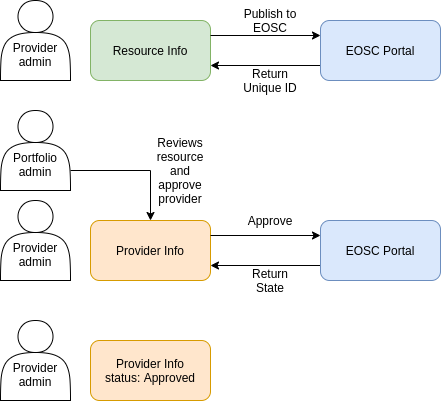 Provider
admin
Resource Info
Publish to
EOSC
Return
Unique ID
EOSC Portal
Portfolio
admin
Reviews
resource
and
approve
provider
Provider
admin
Provider Info
Approve
Return
State
EOSC Portal
Provider
admin
Provider Info
status: Approved